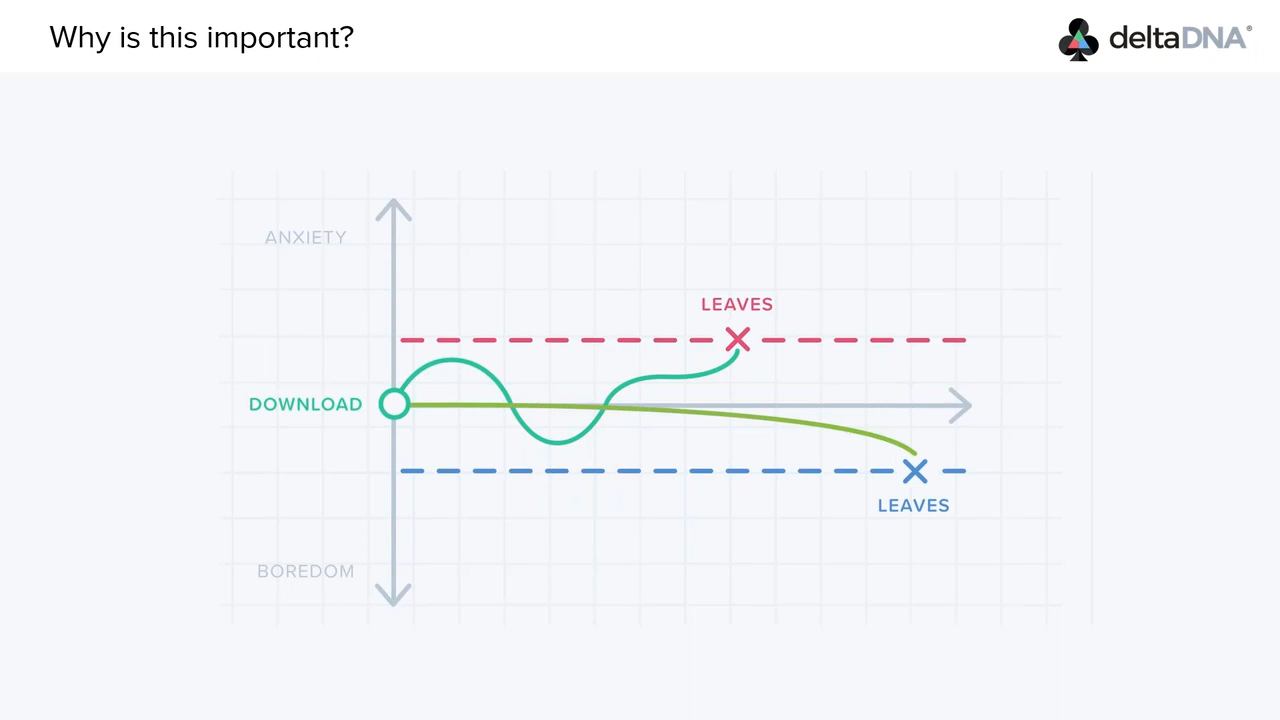 Why is this important?
deltaDNA®
ANXIETY
LEAVES
DOWNLOAD
LEAVES
BOREDOM